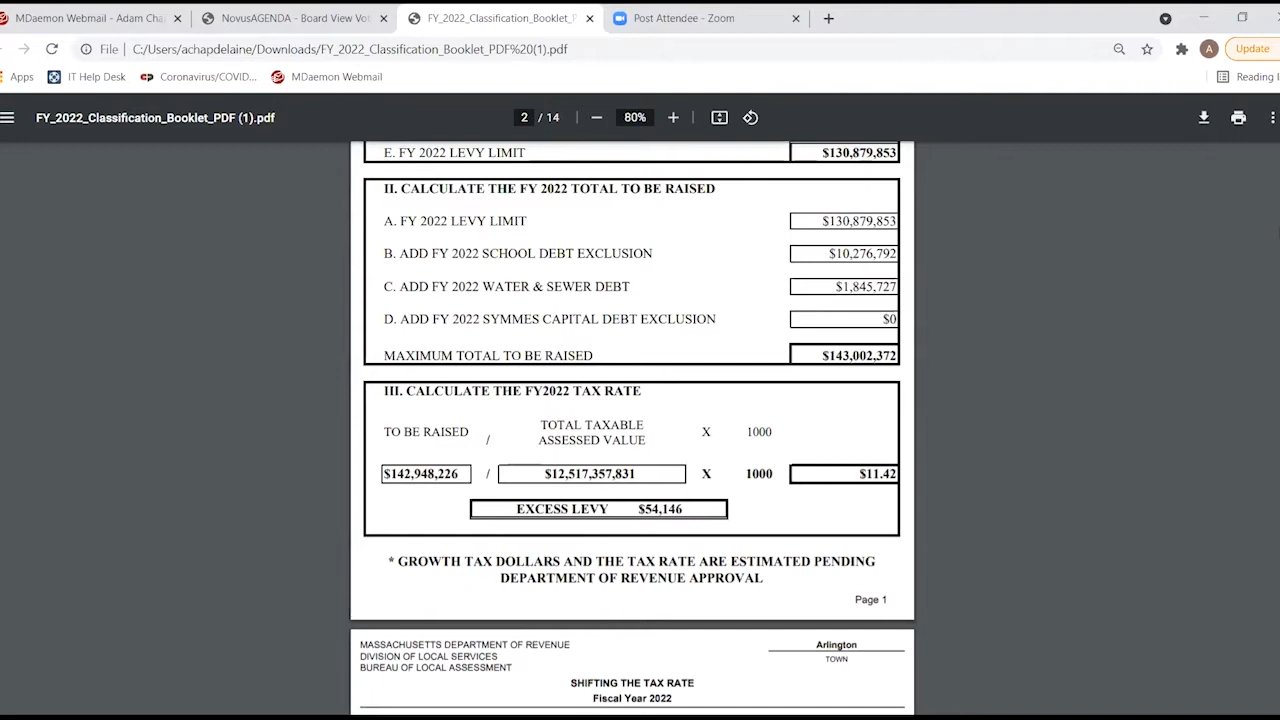 MDaemon Webmail - Adam Cha
NovusAGENDA - Board View Vot
FY_2022_Classification_Booklet_P
Post Attendee - Zoom
File | C:/Users/achapdelaine/Downloads/FY_2022_Classification_Booklet_PDF%20(1).pdf
A
Update
Apps
IT Help Desk
Coronavirus/COVID...
MDaemon Webmail
Reading l
FY_2022_Classification_Booklet_PDF (1).pdf
2 / 14
80%
E. FY 2022 LEVY LIMIT $130,879,853
II. CALCULATE THE FY 2022 TOTAL TO BE RAISED
A. FY 2022 LEVY LIMIT $130,879,853
B. ADD FY 2022 SCHOOL DEBT EXCLUSION $10,276,792
C. ADD FY 2022 WATER & SEWER DEBT $1,845,727
D. ADD FY 2022 SYMMES CAPITAL DEBT EXCLUSION $0
MAXIMUM TOTAL TO BE RAISED $143,002,372
III. CALCULATE THE FY2022 TAX RATE
TO BE RAISED / TOTAL TAXABLE ASSESSED VALUE X 1000
$142,948,226 / $12,517,357,831 X 1000 $11.42
EXCESS LEVY $54,146
* GROWTH TAX DOLLARS AND THE TAX RATE ARE ESTIMATED PENDING
DEPARTMENT OF REVENUE APPROVAL
Page 1
MASSACHUSETTS DEPARTMENT OF REVENUE
DIVISION OF LOCAL SERVICES
BUREAU OF LOCAL ASSESSMENT
Arlington
TOWN
SHIFTING THE TAX RATE
Fiscal Year 2022